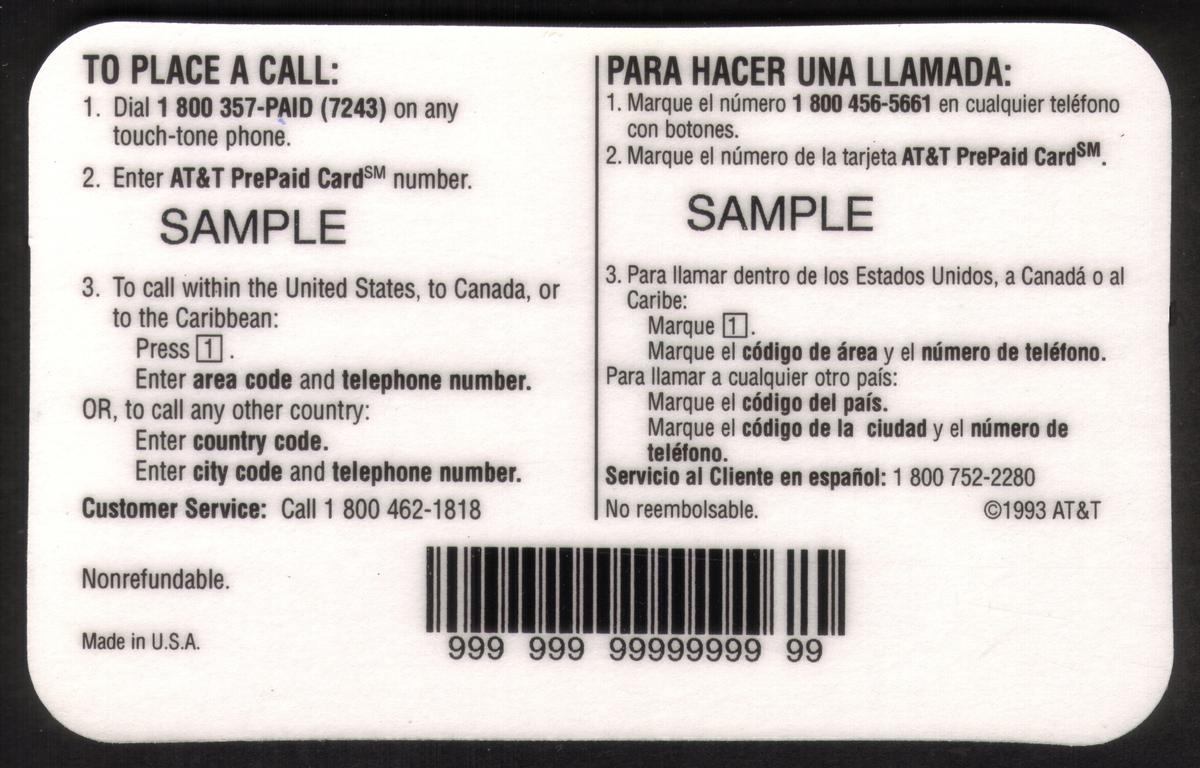 TO PLACE A CALL:
1. Dial 1 800 357-PAID (7243) on any
touch-tone phone.
2. Enter AT&T PrePaid Card℠ number.
SAMPLE
3. To call within the United States, to Canada, or
to the Caribbean:
Press 1 .
Enter area code and telephone number.
OR, to call any other country:
Enter country code.
Enter city code and telephone number.
Customer Service: Call 1 800 462-1818
Nonrefundable.
Made in U.S.A.
PARA HACER UNA LLAMADA:
1. Marque el número 1 800 456-5661 en cualquier teléfono
con botones.
2. Marque el número de la tarjeta AT&T PrePaid Card℠.
SAMPLE
3. Para llamar dentro de los Estados Unidos, a Canadá o al
Caribe:
Marque 1 .
Marque el código de área y el número de teléfono.
Para llamar a cualquier otro país:
Marque el código del país.
Marque el código de la ciudad y el número de
teléfono.
Servicio al Cliente en español: 1 800 752-2280
No reembolsable. ©1993 AT&T
999 999 99999999 99